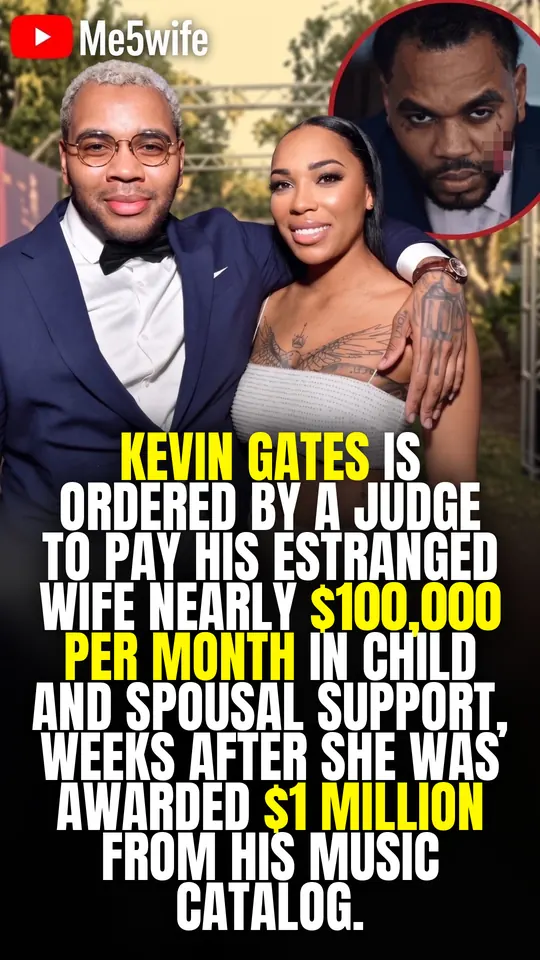 Me5wife
KEVIN GATES IS
ORDERED BY A JUDGE
TO PAY HIS ESTRANGED
WIFE NEARLY $100,000
PER MONTH IN CHILD
AND SPOUSAL SUPPORT,
WEEKS AFTER SHE WAS
AWARDED $1 MILLION
FROM HIS MUSIC
CATALOG.